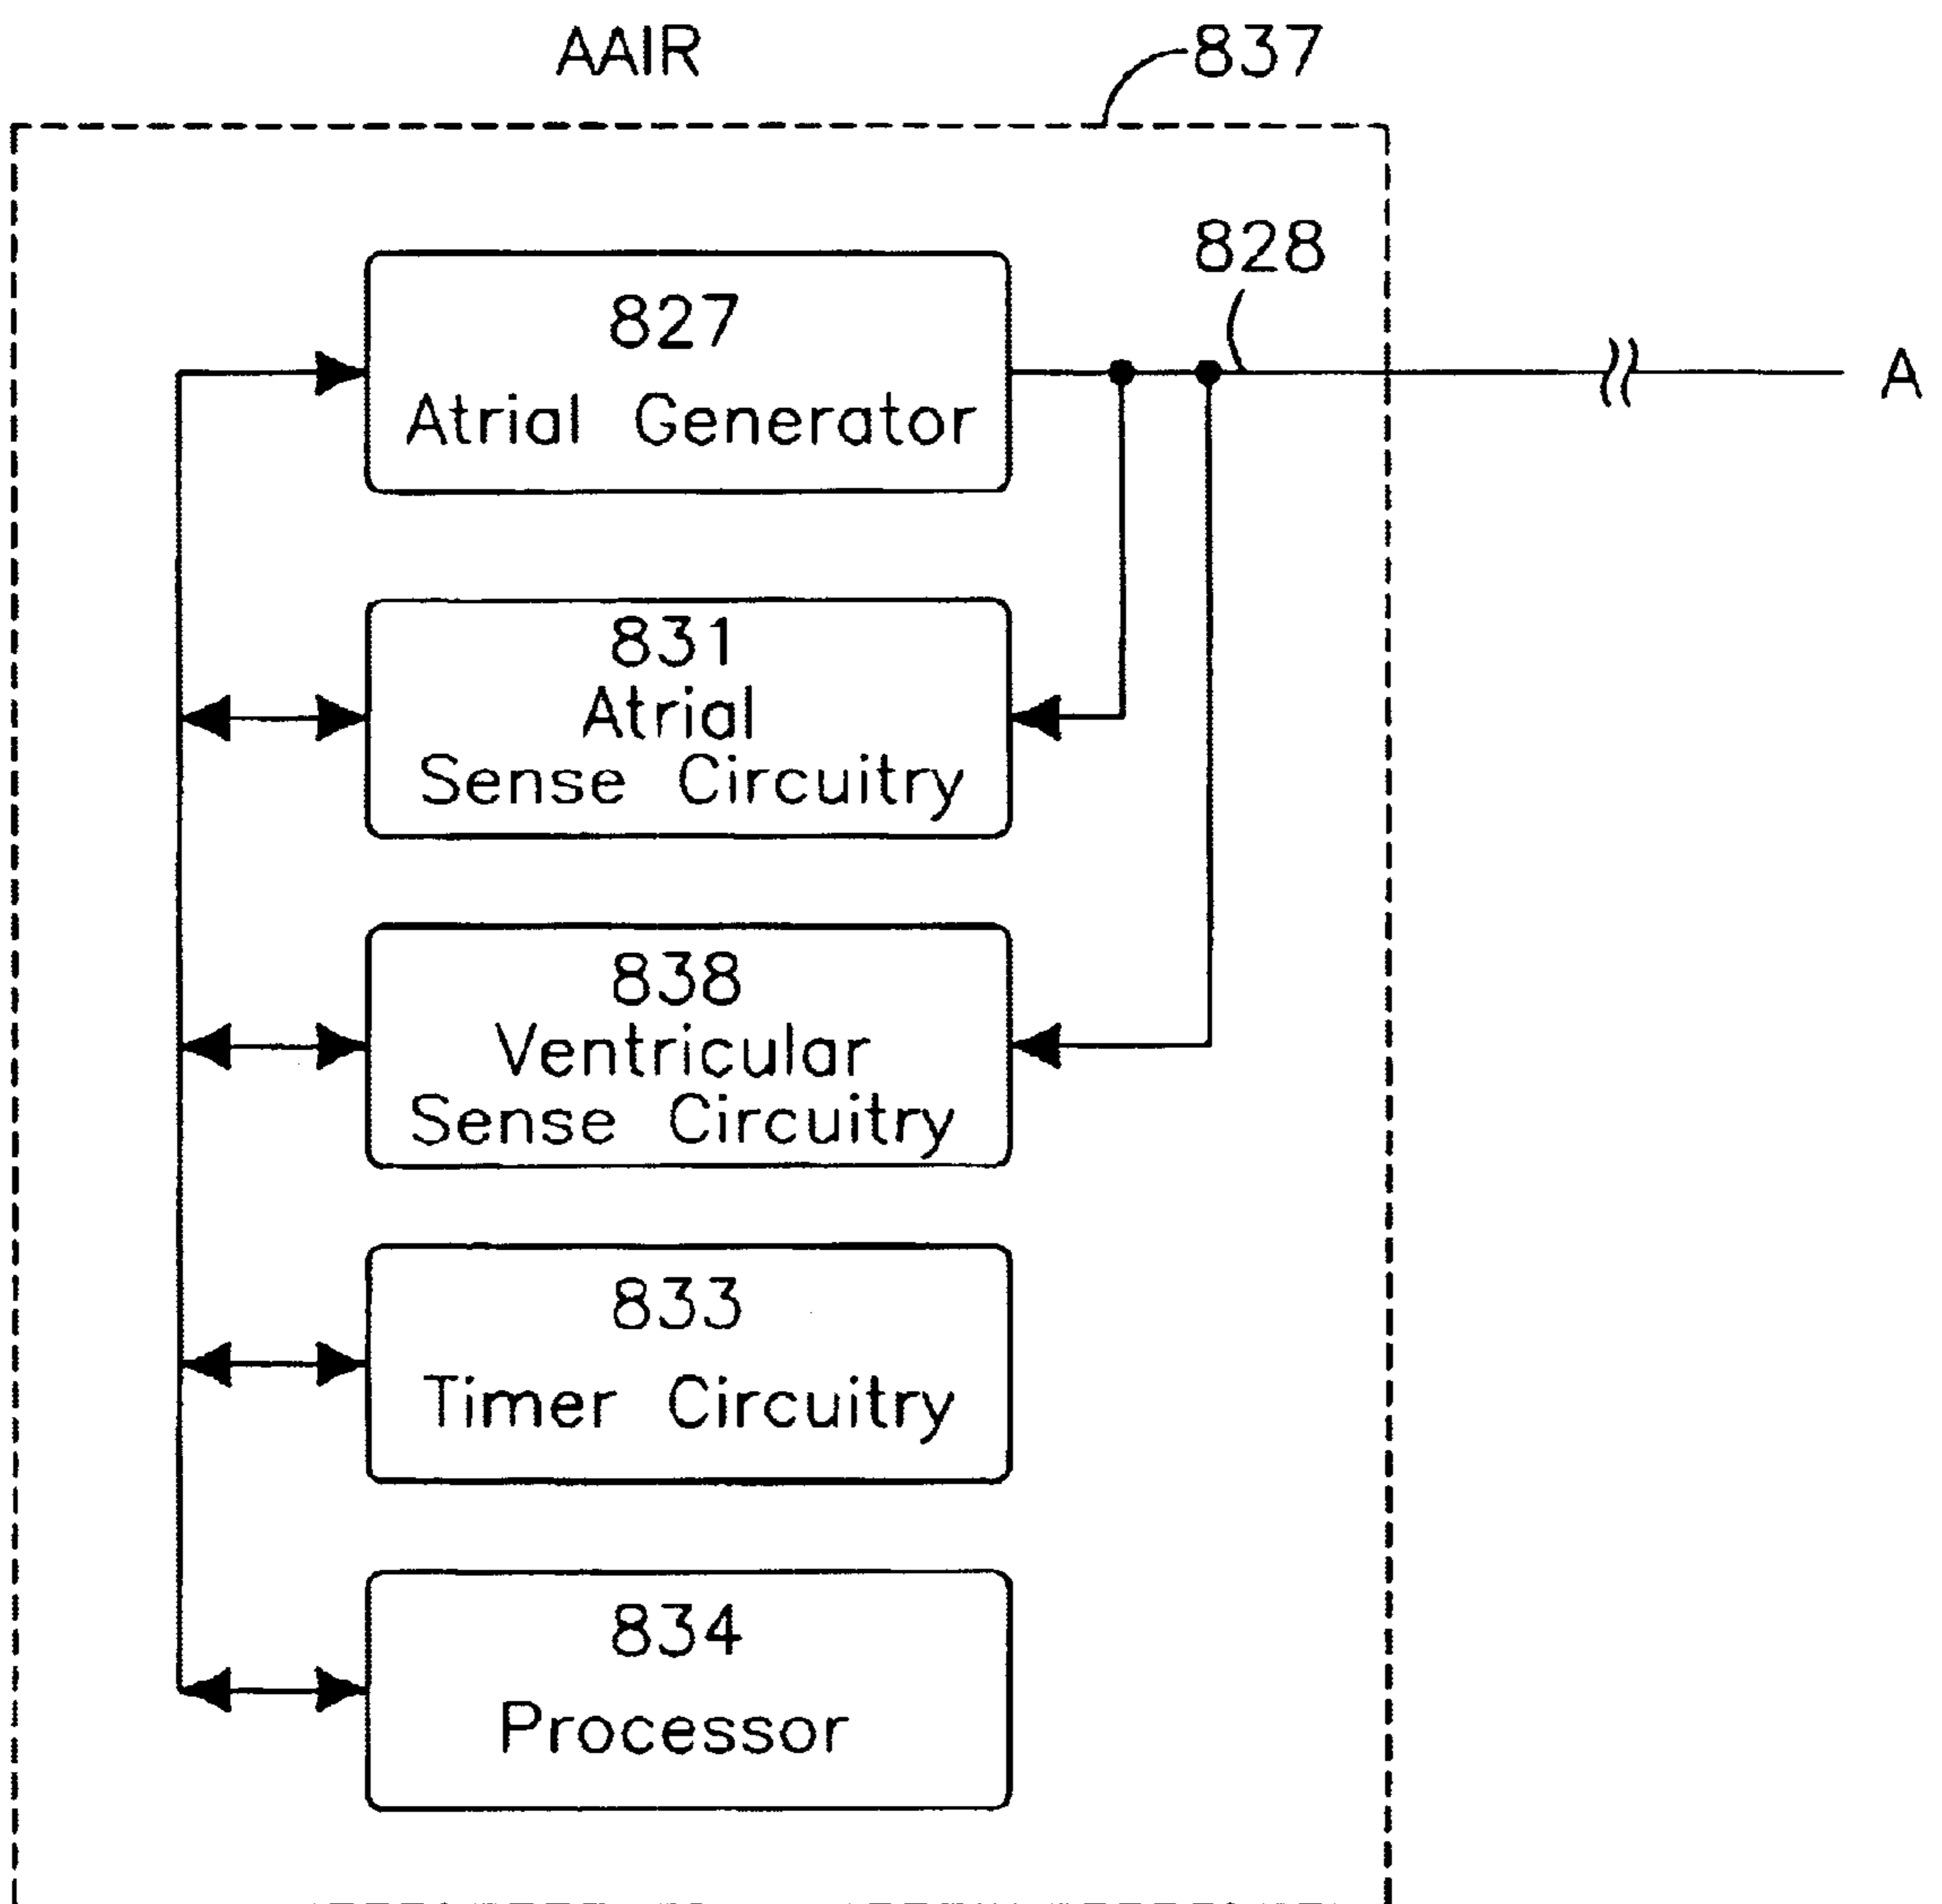 AAIR
837
828
827
Atrial Generator
A
831
Atrial
Sense Circuitry
838
Ventricular
Sense Circuitry
833
Timer Circuitry
834
Processor